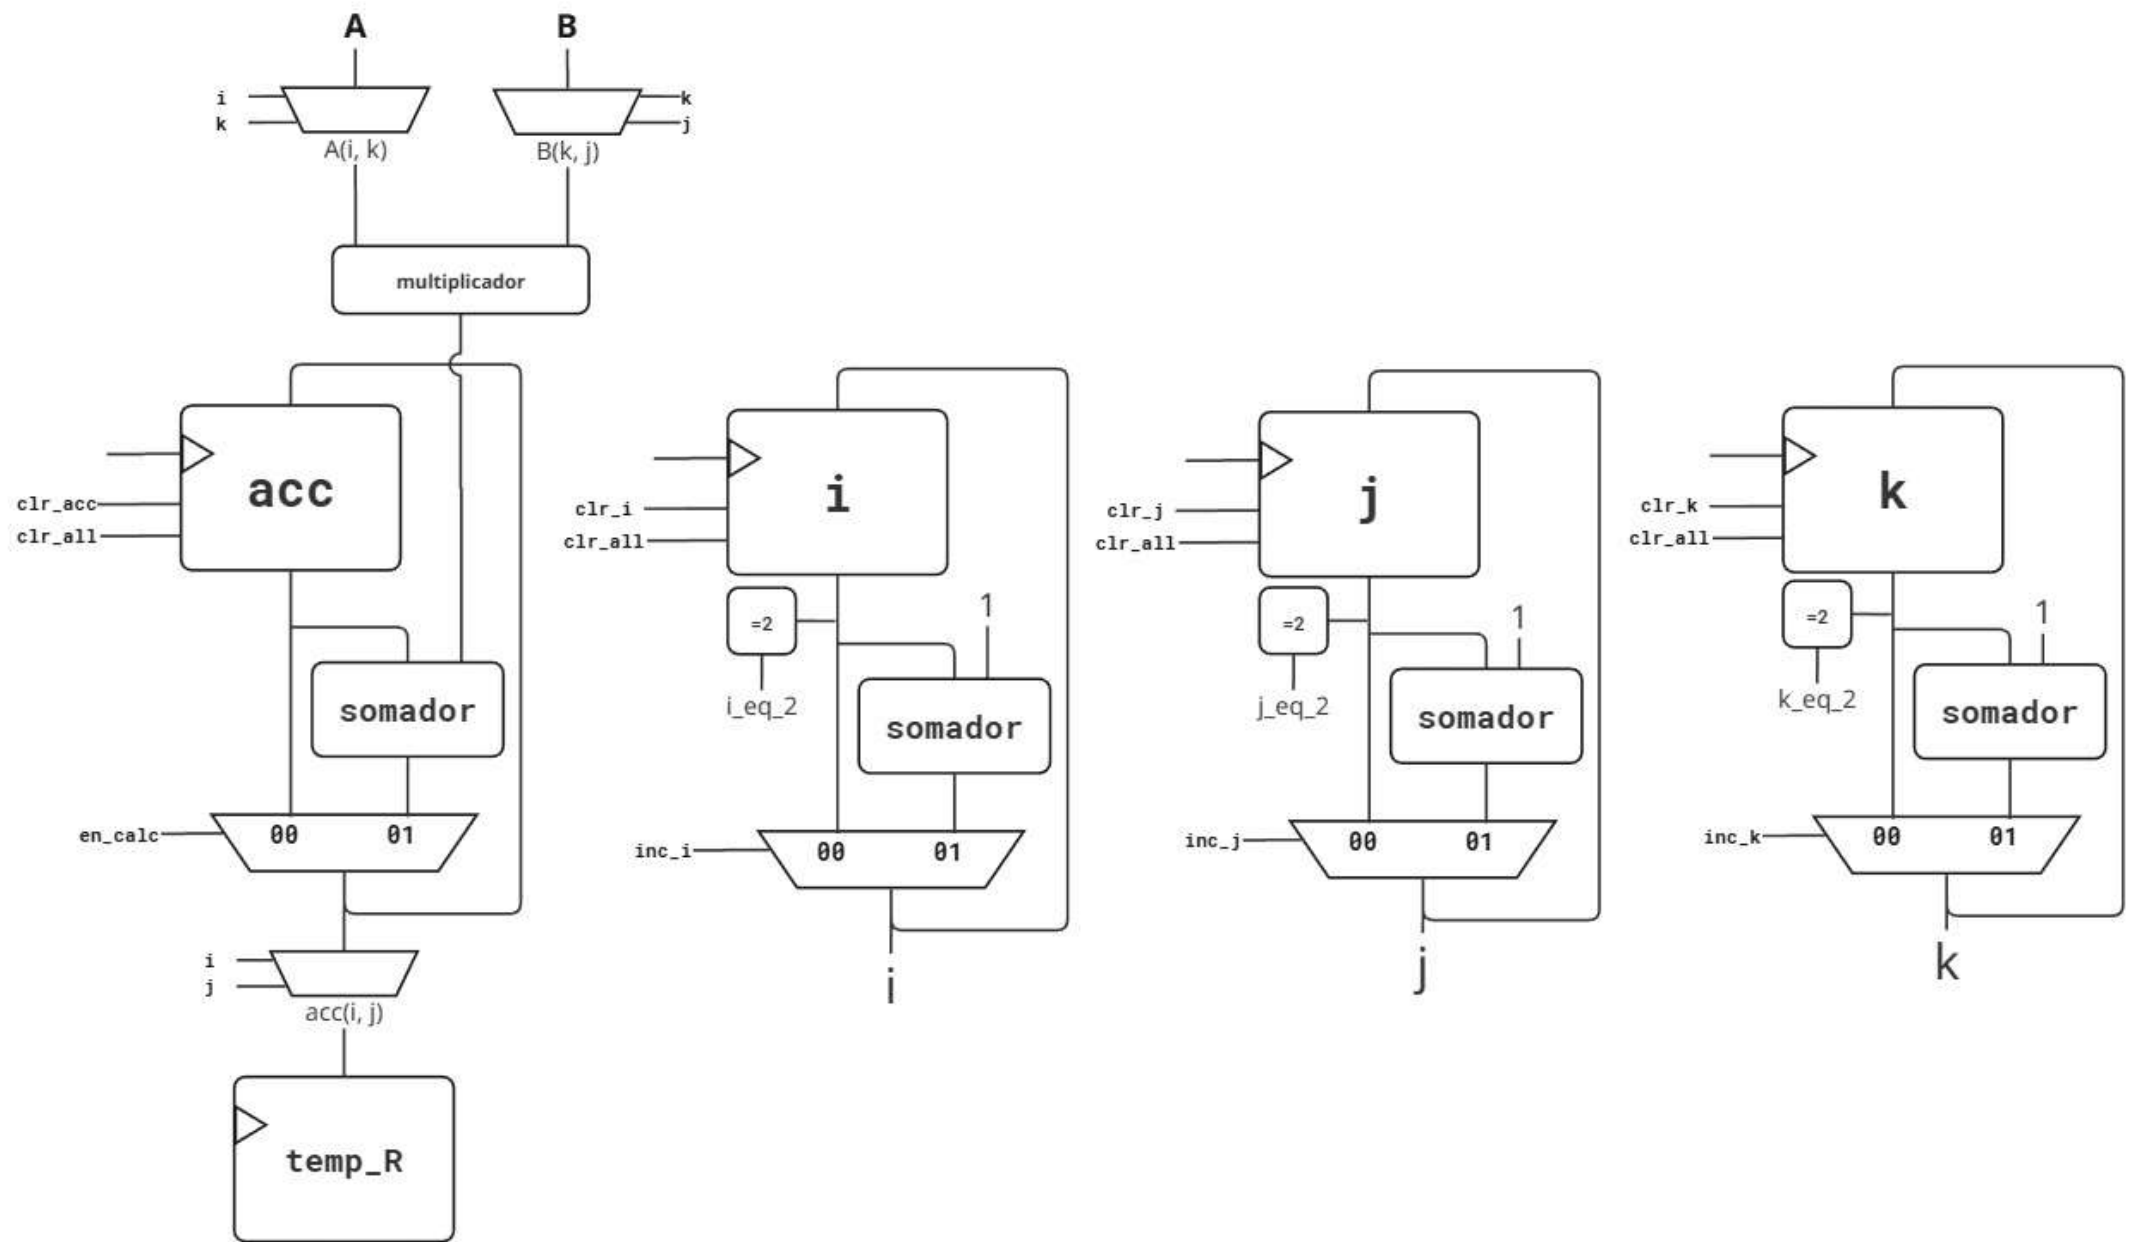 A
B
i
k
k
j
A(i, k)
B(k, j)
multiplicador
acc
clr_acc
clr_all
somador
en_calc
00
01
i
j
acc(i, j)
temp_R
i
clr_i
clr_all
=2
i_eq_2
1
somador
inc_i
00
01
i
j
clr_j
clr_all
=2
j_eq_2
1
somador
inc_j
00
01
j
k
clr_k
clr_all
=2
k_eq_2
1
somador
inc_k
00
01
k